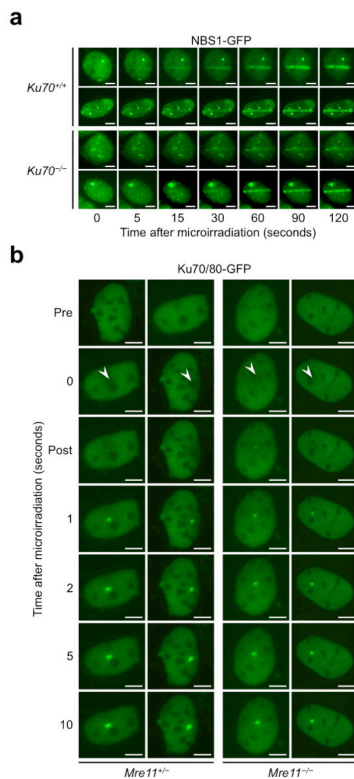 a
NBS1-GFP
Ku70+/+
Ku70−/−
0 5 15 30 60 90 120
Time after microirradiation (seconds)
b
Ku70/80-GFP
Pre
0
Post
1
2
5
10
Time after microirradiation (seconds)
Mre11+/− Mre11−/−